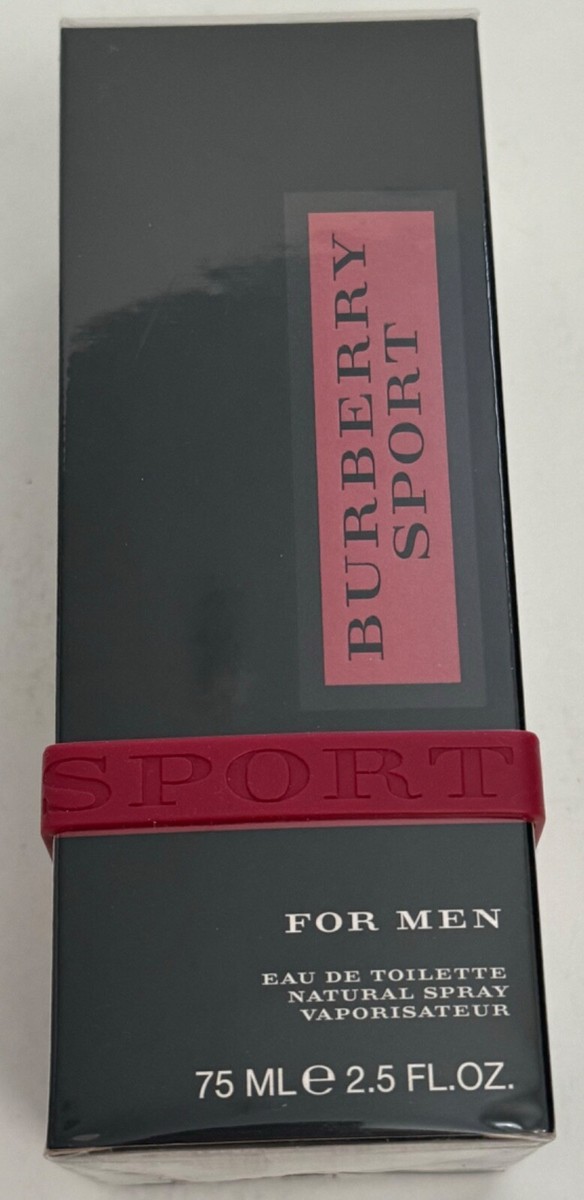 BURBERRY
SPORT
SPORT
FOR MEN
EAU DE TOILETTE
NATURAL SPRAY
VAPORISATEUR
75 ML e 2.5 FL.OZ.